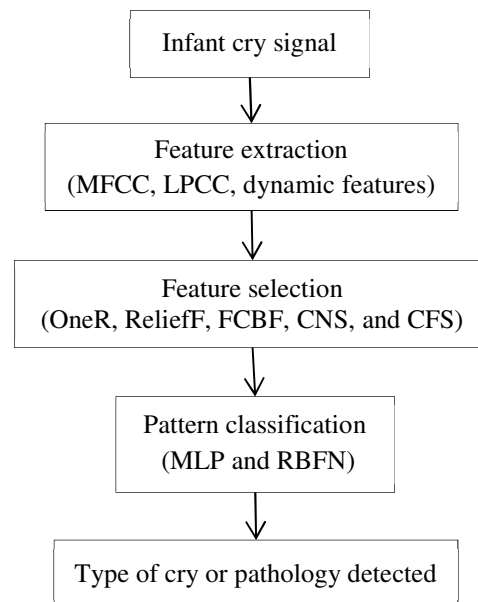 Infant cry signal
Feature extraction
(MFCC, LPCC, dynamic features)
Feature selection
(OneR, ReliefF, FCBF, CNS, and CFS)
Pattern classification
(MLP and RBFN)
Type of cry or pathology detected